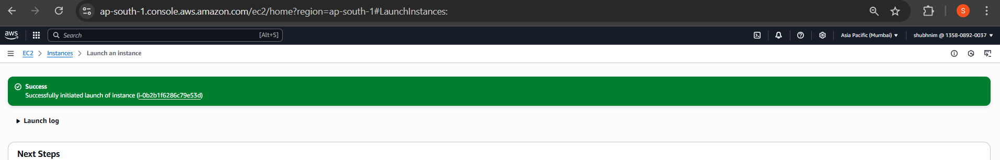 ap-south-1.console.aws.amazon.com/ec2/home?region=ap-south-1#LaunchInstances:
S
aws
Search
[Alt+S]
Asia Pacific (Mumbai)
shubhnim @ 1358-0892-0037
EC2
Instances
Launch an instance
Success
Successfully initiated launch of instance (i-0b2b1f6286c79e53d)
Launch log
Next Steps